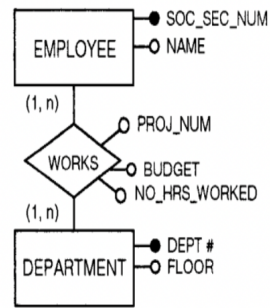 SOC_SEC_NUM
EMPLOYEE
NAME
(1, n)
PROJ_NUM
WORKS
BUDGET
NO_HRS_WORKED
(1, n)
DEPT #
DEPARTMENT
FLOOR